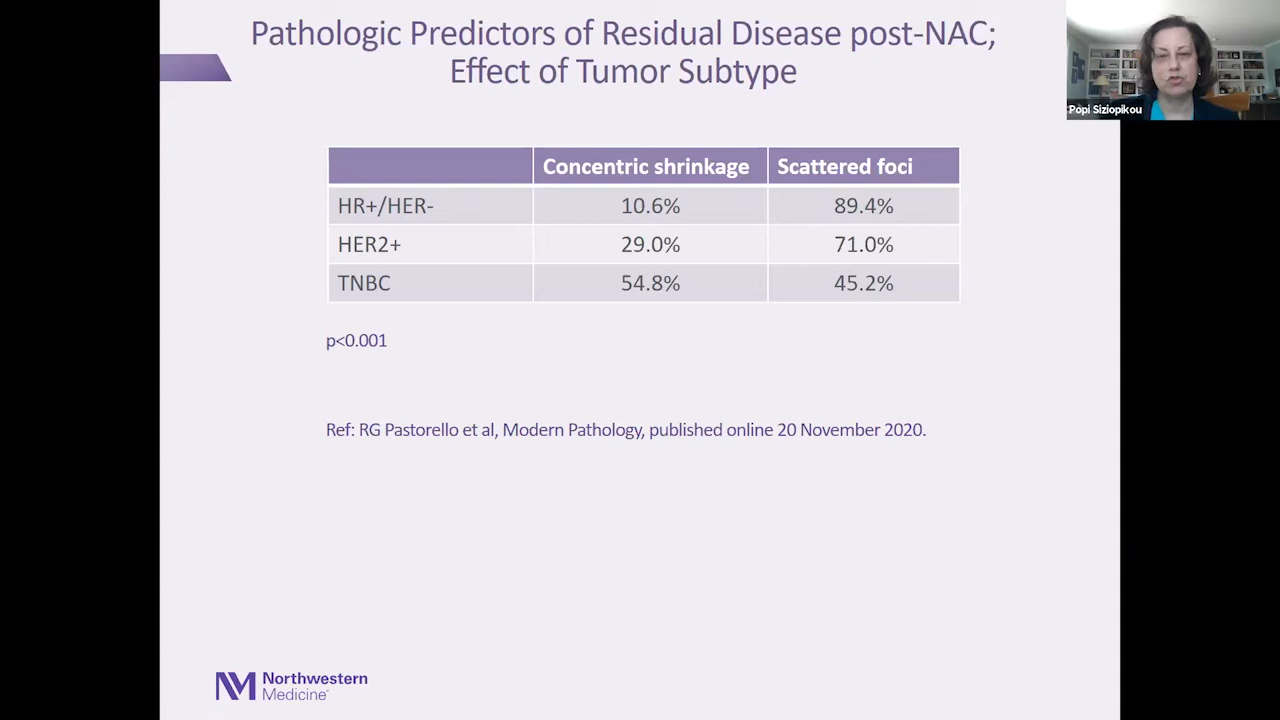 Pathologic Predictors of Residual Disease post-NAC;
Effect of Tumor Subtype
Popi Siziopikou
Concentric shrinkage Scattered foci
HR+/HER- 10.6% 89.4%
HER2+ 29.0% 71.0%
TNBC 54.8% 45.2%
p<0.001
Ref: RG Pastorello et al, Modern Pathology, published online 20 November 2020.
NM Northwestern
Medicine